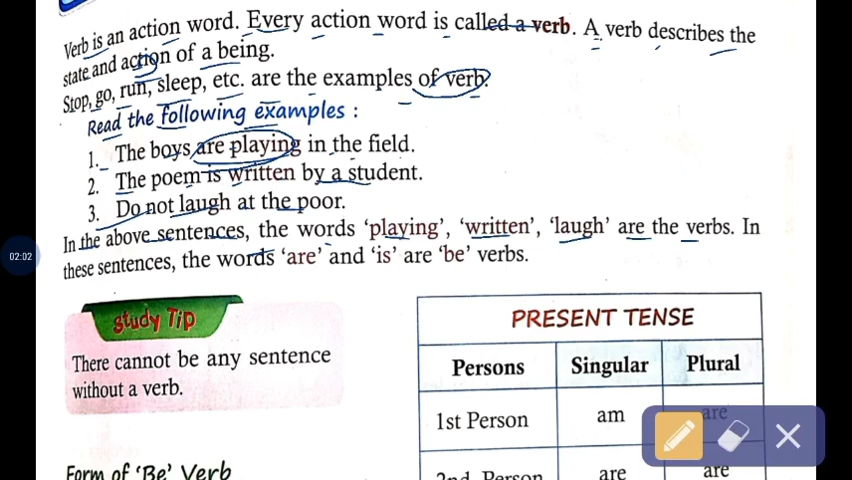 Verb is an action word. Every action word is called a verb. A verb describes the
state and action of a being.
Stop, go, run, sleep, etc. are the examples of verb.
Read the following examples :
1. The boys are playing in the field.
2. The poem is written by a student.
3. Do not laugh at the poor.
In the above sentences, the words ‘playing’, ‘written’, ‘laugh’ are the verbs. In
these sentences, the words ‘are’ and ‘is’ are ‘be’ verbs.
02:02
Study Tip
There cannot be any sentence
without a verb.
Form of ‘Be’ Verb
PRESENT TENSE
Persons Singular Plural
1st Person am are
2nd Person are are